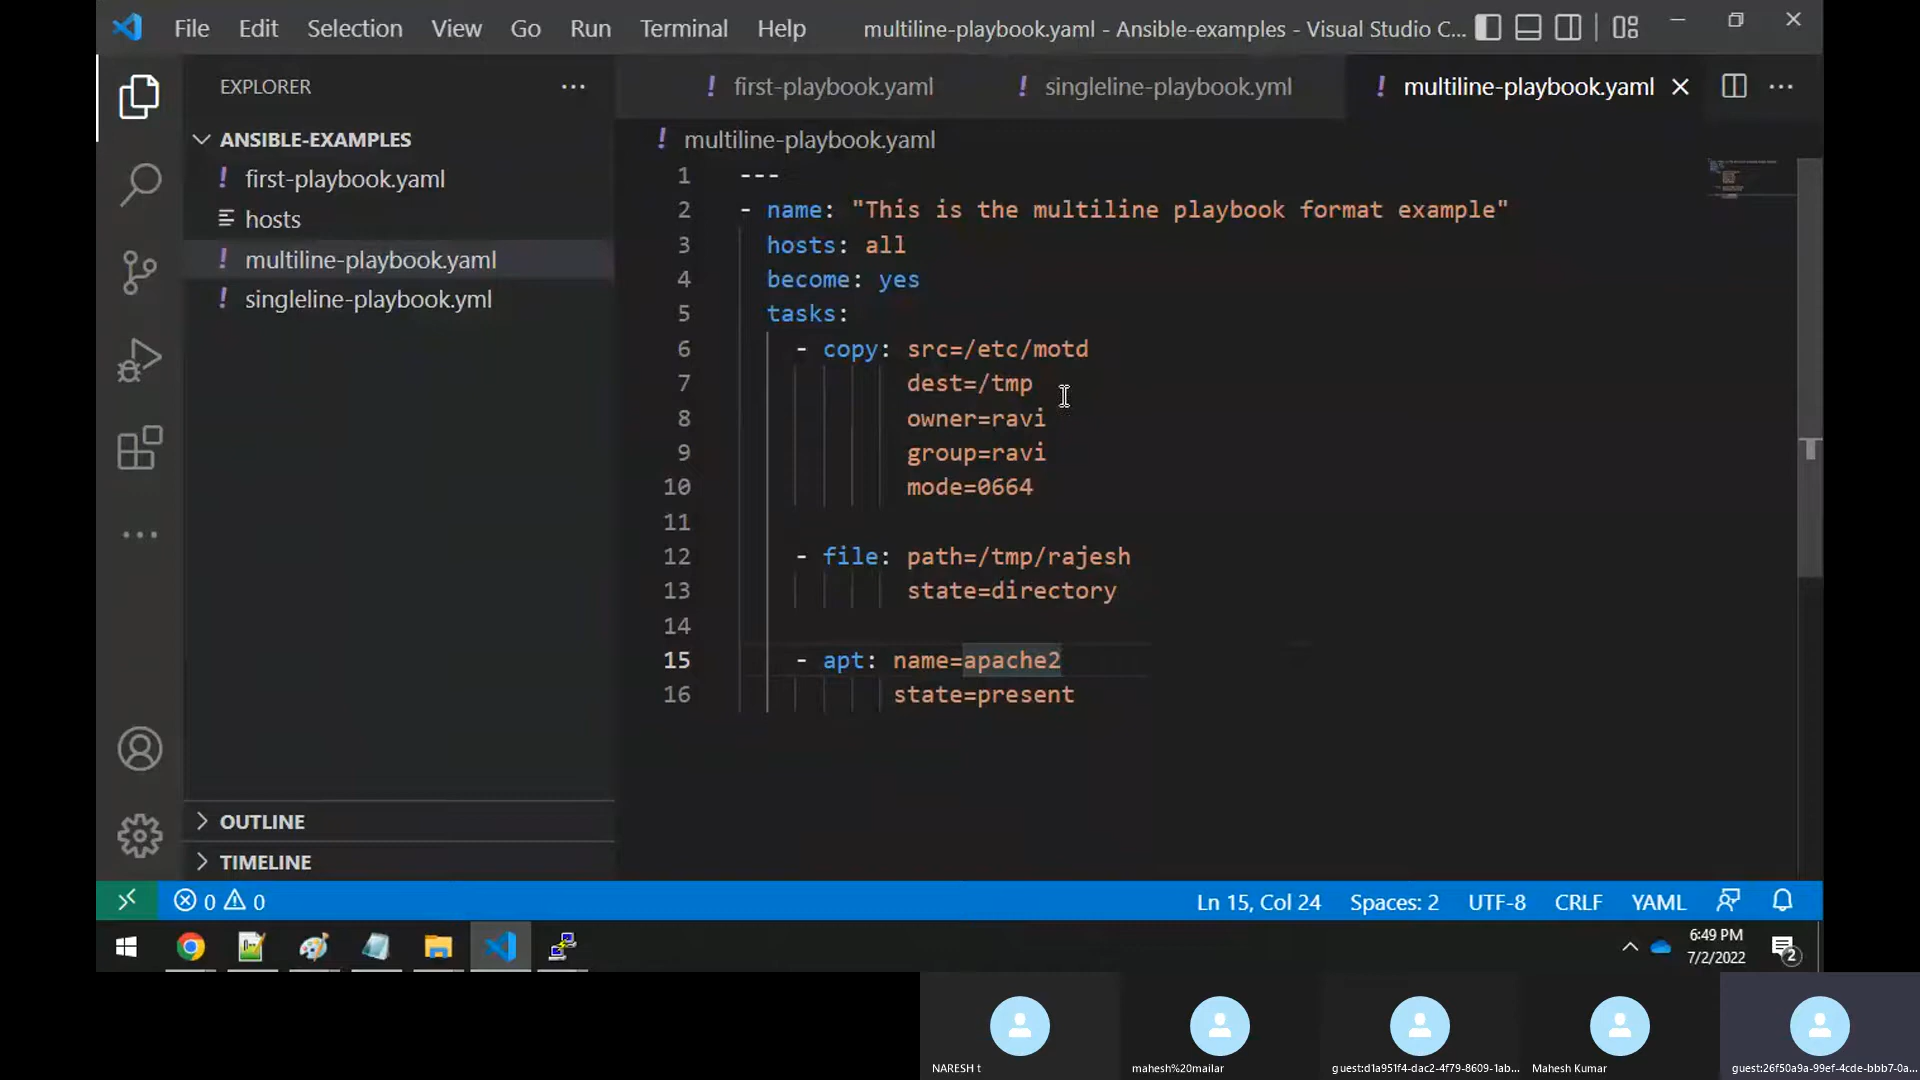 File Edit Selection View Go Run Terminal Help
multiline-playbook.yaml - Ansible-examples - Visual Studio C...
EXPLORER
ANSIBLE-EXAMPLES
first-playbook.yaml
hosts
multiline-playbook.yaml
singleline-playbook.yml
OUTLINE
TIMELINE
first-playbook.yaml singleline-playbook.yml multiline-playbook.yaml
multiline-playbook.yaml
1 ---
2 - name: "This is the multiline playbook format example"
3 hosts: all
4 become: yes
5 tasks:
6 - copy: src=/etc/motd
7 dest=/tmp
8 owner=ravi
9 group=ravi
10 mode=0664
11
12 - file: path=/tmp/rajesh
13 state=directory
14
15 - apt: name=apache2
16 state=present
0 0
Ln 15, Col 24 Spaces: 2 UTF-8 CRLF YAML
6:49 PM
7/2/2022
2
NARESH t
mahesh%20mailar
guest:d1a951f4-dac2-4f79-8609-1ab...
Mahesh Kumar
guest:26f50a9a-99ef-4cde-bbb7-0a...